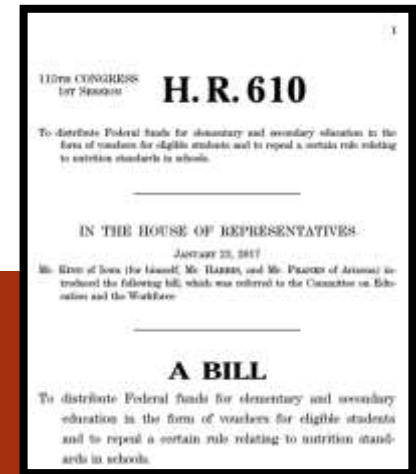 I
115TH CONGRESS
1ST SESSION
H. R. 610
To distribute Federal funds for elementary and secondary education in the
form of vouchers for eligible students and to repeal a certain rule relating
to nutrition standards in schools.
IN THE HOUSE OF REPRESENTATIVES
JANUARY 23, 2017
Mr. KING of Iowa (for himself, Mr. HARRIS, and Mr. FRANKS of Arizona) in-
troduced the following bill; which was referred to the Committee on Edu-
cation and the Workforce
A BILL
To distribute Federal funds for elementary and secondary
education in the form of vouchers for eligible students
and to repeal a certain rule relating to nutrition stand-
ards in schools.